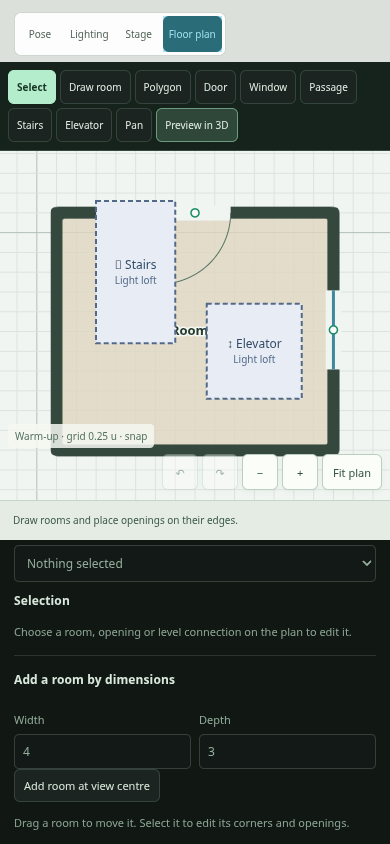 Pose Lighting Stage Floor plan
Select Draw room Polygon Door Window Passage
Stairs Elevator Pan Preview in 3D
Stairs
Light loft
Room
↕ Elevator
Light loft
Warm-up · grid 0.25 u · snap
↶ ↷ − + Fit plan
Draw rooms and place openings on their edges.
Nothing selected
Selection
Choose a room, opening or level connection on the plan to edit it.
Add a room by dimensions
Width Depth
4 3
Add room at view centre
Drag a room to move it. Select it to edit its corners and openings.